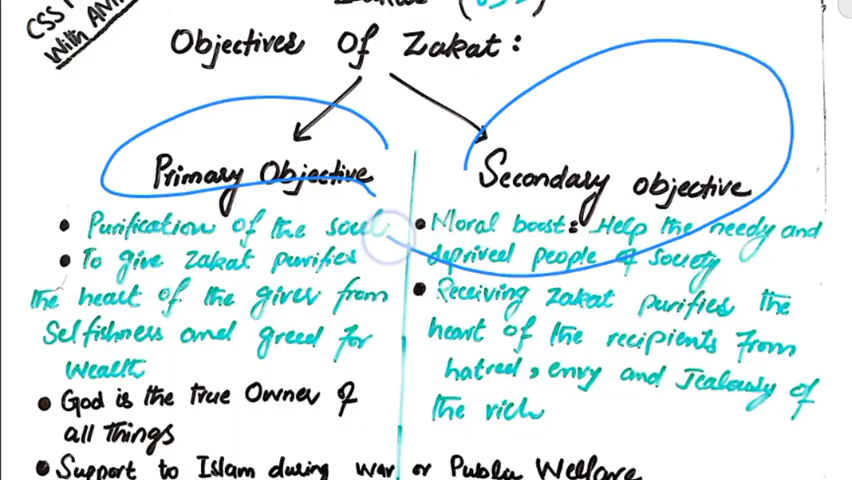 CSS
With
Zakat
Objectives Of Zakat:
Primary Objective
• Purification of the soul
• To give Zakat purifies
the heart of the giver from
Selfishness and greed for
wealth
• God is the true Owner of
all things
Secondary objective
• Moral boost: Help the needy and
deprived people of society
• Receiving Zakat purifies the
heart of the recipients from
hatred, envy and Jealousy of
the rich
• Support to Islam during war or Public Welfare